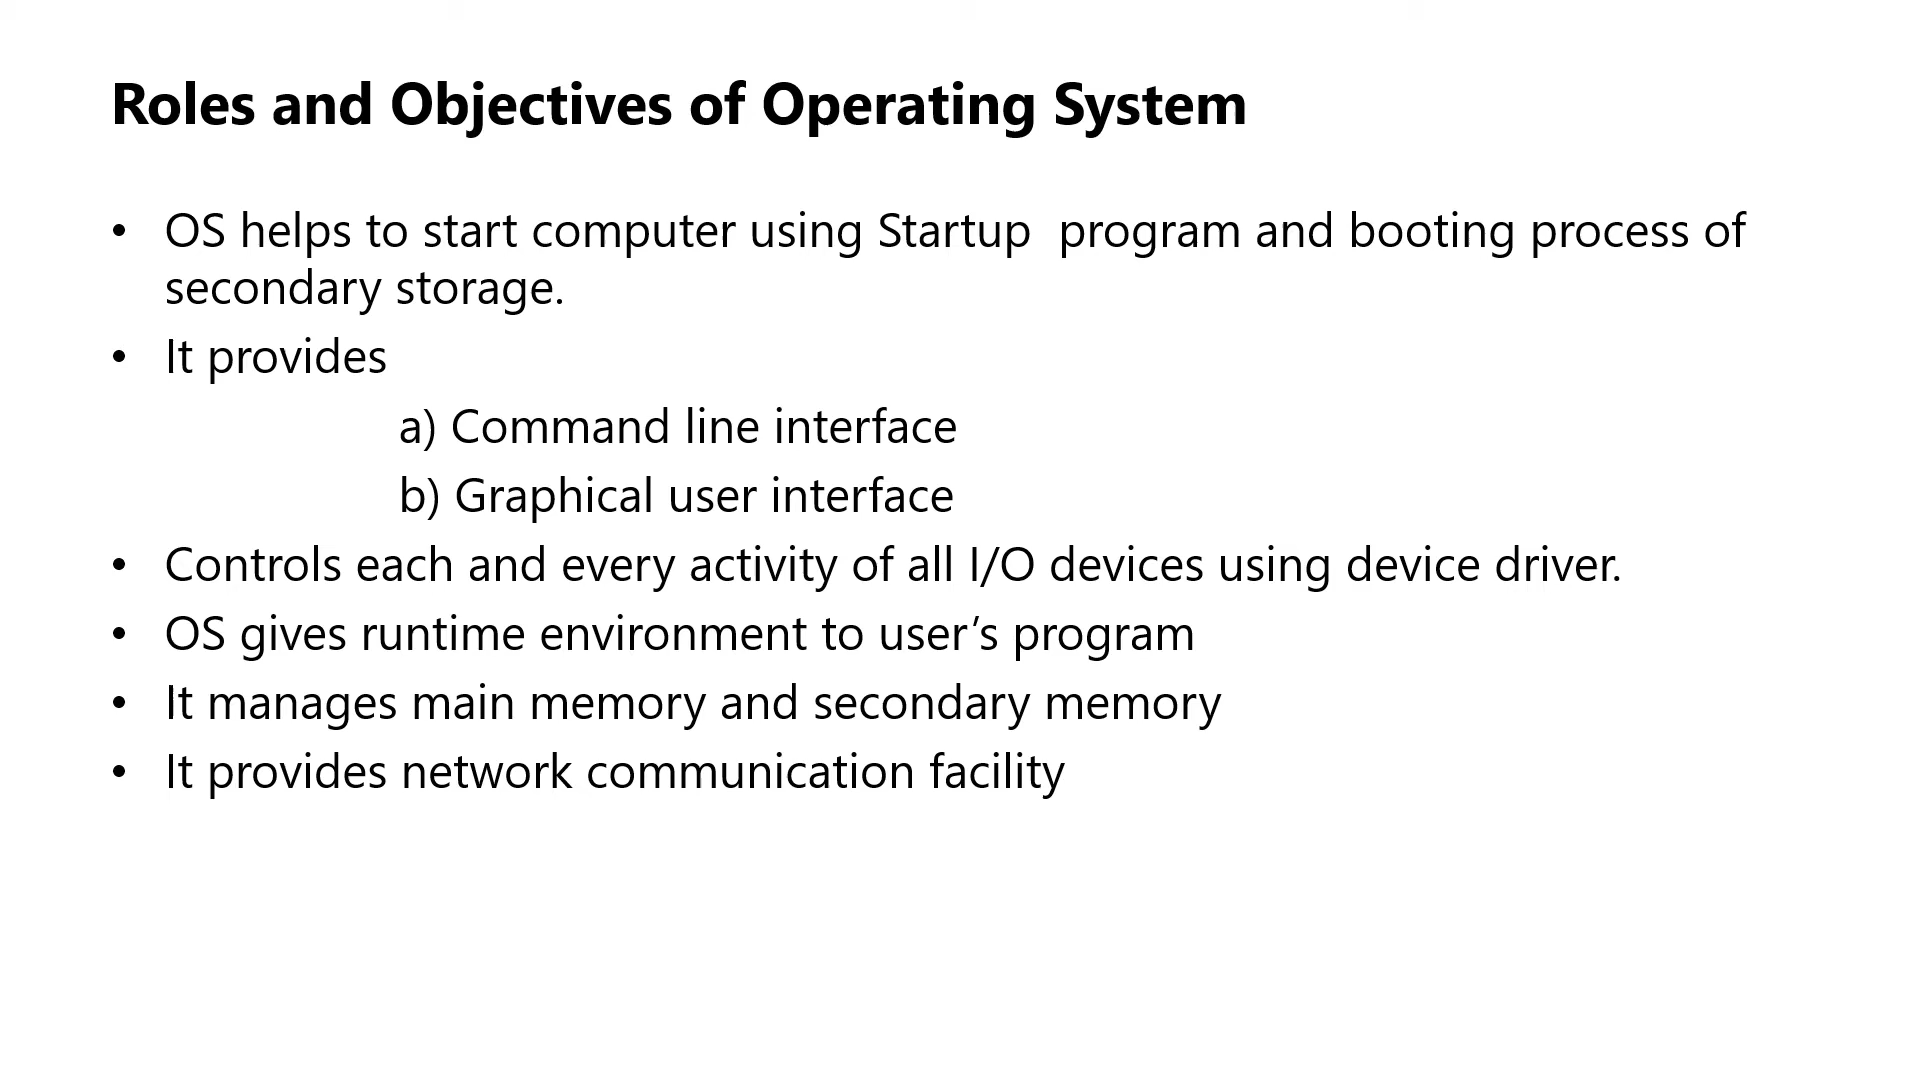 Roles and Objectives of Operating System
• OS helps to start computer using Startup  program and booting process of
secondary storage.
• It provides
a) Command line interface
b) Graphical user interface
• Controls each and every activity of all I/O devices using device driver.
• OS gives runtime environment to user’s program
• It manages main memory and secondary memory
• It provides network communication facility